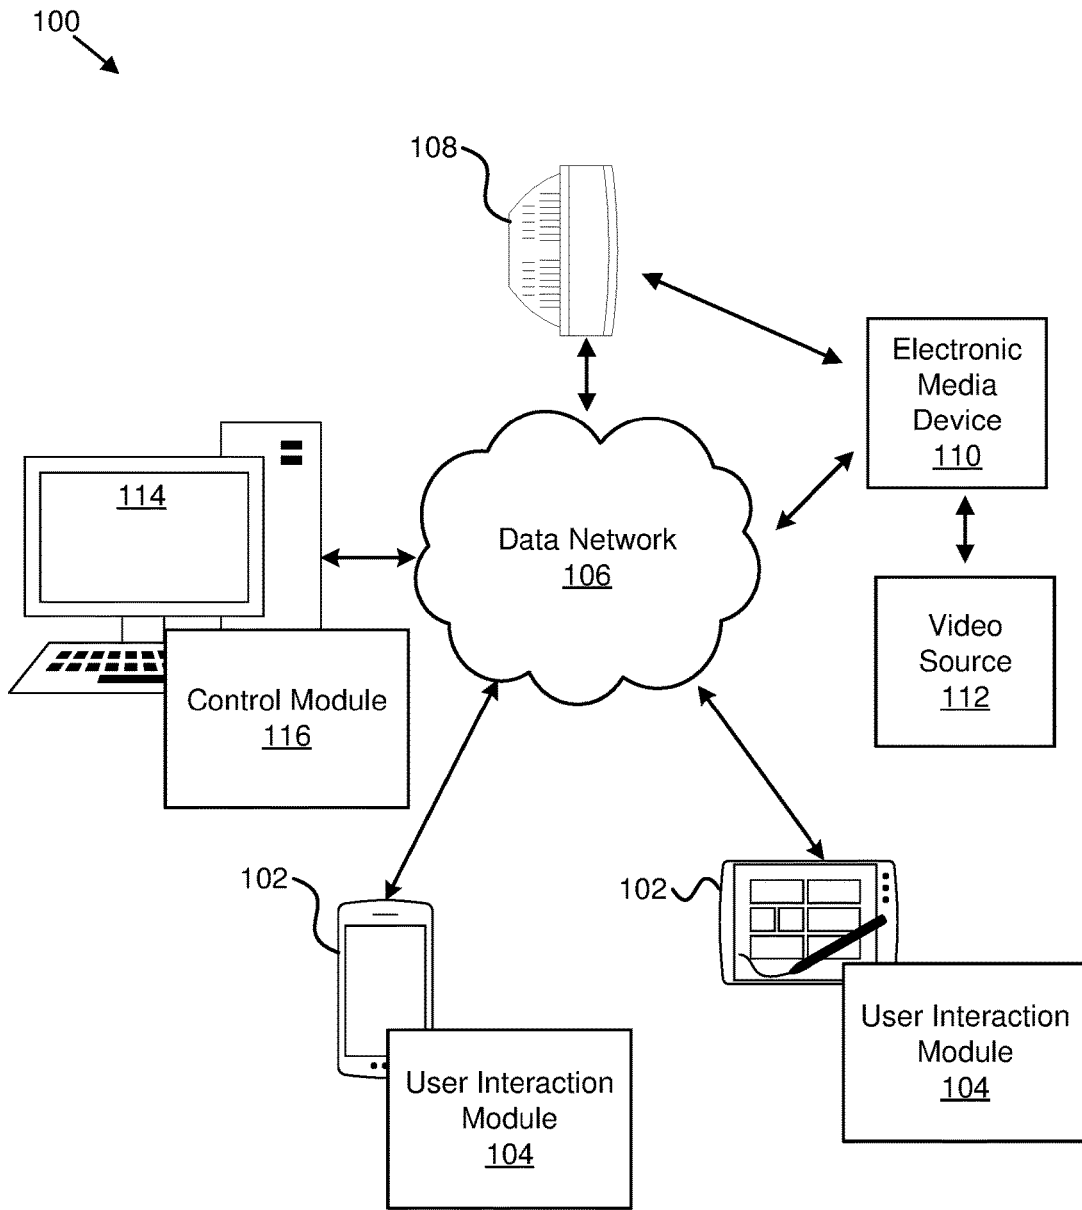 100
108
Electronic
Media
Device
110
114
Data Network
106
Video
Source
112
Control Module
116
102
102
User Interaction
Module
104
User Interaction
Module
104